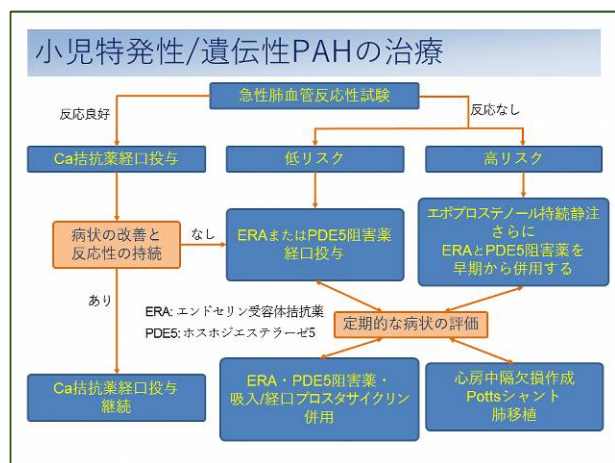 小児特発性/遺伝性PAHの治療
急性肺血管反応性試験
反応良好
反応なし
Ca拮抗薬経口投与
低リスク
高リスク
病状の改善と
反応性の持続
なし
ERAまたはPDE5阻害薬
経口投与
エポプロステノール持続静注
さらに
ERAとPDE5阻害薬を
早期から併用する
あり
ERA: エンドセリン受容体拮抗薬
PDE5: ホスホジエステラーゼ5
定期的な病状の評価
Ca拮抗薬経口投与
継続
ERA・PDE5阻害薬・
吸入/経口プロスタサイクリン
併用
心房中隔欠損作成
Pottsシャント
肺移植